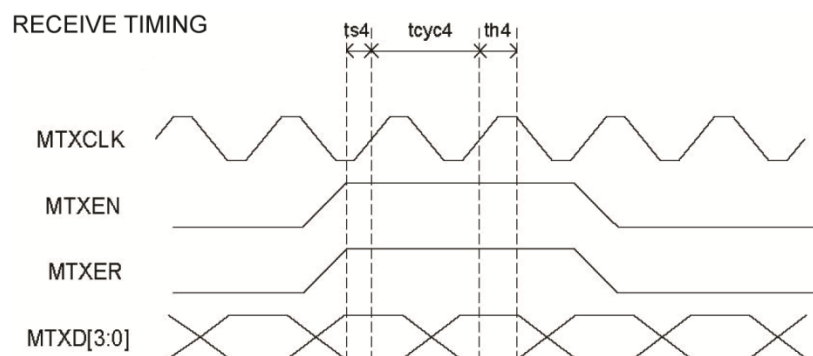 RECEIVE TIMING
ts4 tcyc4 th4
MTXCLK
MTXEN
MTXER
MTXD[3:0]